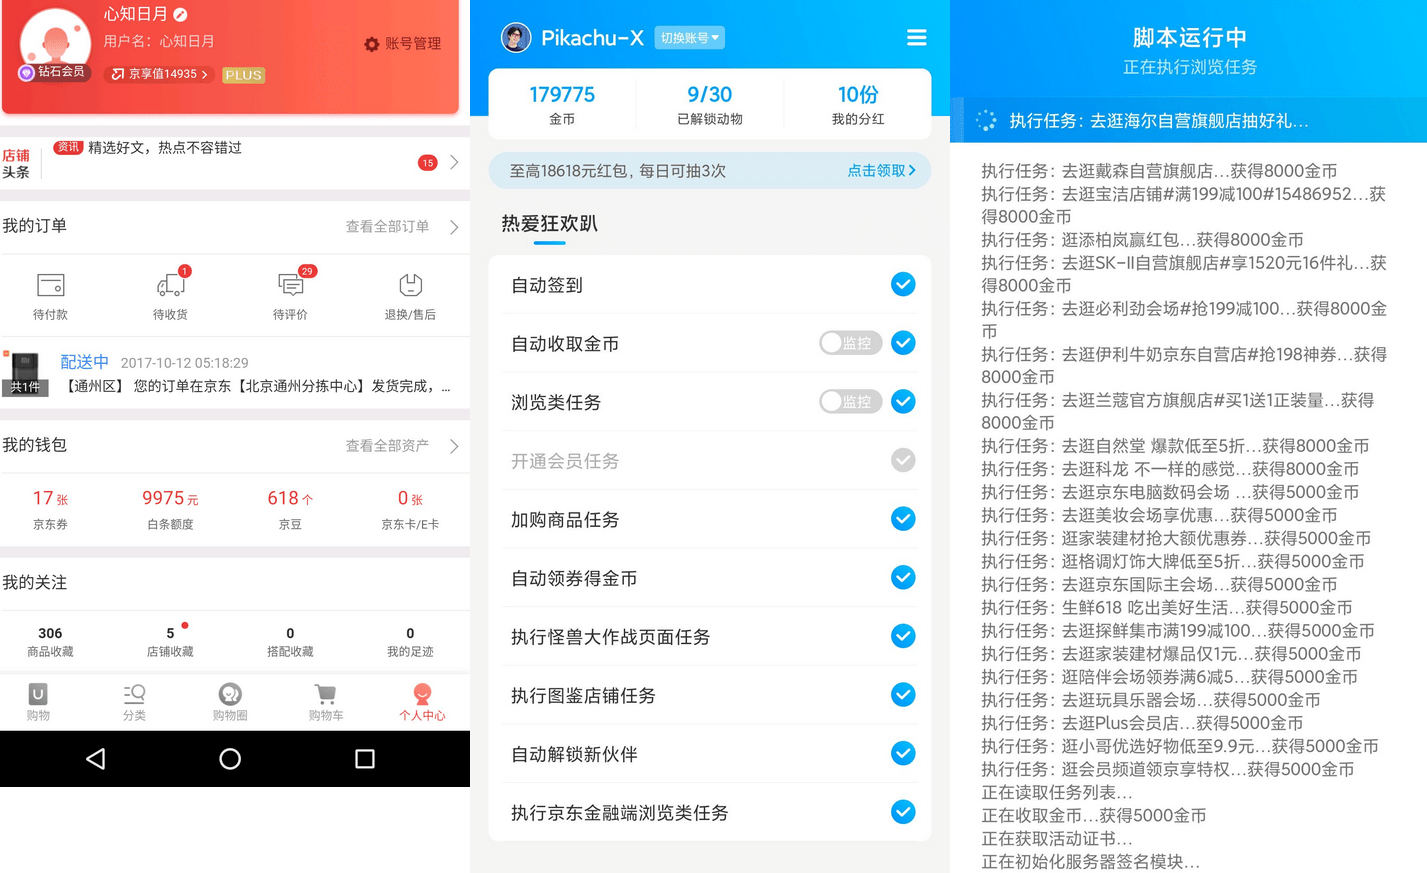 心知日月
用户名：心知日月
账号管理
钻石会员
京享值14935 >
PLUS
店铺
头条
资讯 精选好文，热点不容错过
15
我的订单
查看全部订单
1
29
待付款
待收货
待评价
退换/售后
配送中 2017-10-12 05:18:29
共1件
【通州区】 您的订单在京东【北京通州分拣中心】发货完成，...
我的钱包
查看全部资产
17 张
9975 元
618 个
0 张
京东券
白条额度
京豆
京东卡/E卡
我的关注
306
5
0
0
商品收藏
店铺收藏
搭配收藏
我的足迹
购物
分类
购物圈
购物车
个人中心
Pikachu-X
切换账号
179775
9/30
10份
金币
已解锁动物
我的分红
至高18618元红包, 每日可抽3次
点击领取
热爱狂欢趴
自动签到
自动收取金币
监控
浏览类任务
监控
开通会员任务
加购商品任务
自动领券得金币
执行怪兽大作战页面任务
执行图鉴店铺任务
自动解锁新伙伴
执行京东金融端浏览类任务
脚本运行中
正在执行浏览任务
执行任务: 去逛海尔自营旗舰店抽好礼...
执行任务: 去逛戴森自营旗舰店...获得8000金币
执行任务: 去逛宝洁店铺#满199减100#15486952...获
得8000金币
执行任务: 逛添柏岚赢红包...获得8000金币
执行任务: 去逛SK-II自营旗舰店#享1520元16件礼...获
得8000金币
执行任务: 去逛必利劲会场#抢199减100...获得8000金
币
执行任务: 去逛伊利牛奶京东自营店#抢198神券...获得
8000金币
执行任务: 去逛兰蔻官方旗舰店#买1送1正装量...获得
8000金币
执行任务: 去逛自然堂 爆款低至5折...获得8000金币
执行任务: 去逛科龙 不一样的感觉...获得8000金币
执行任务: 去逛京东电脑数码会场 ...获得5000金币
执行任务: 去逛美妆会场享优惠...获得5000金币
执行任务: 逛家装建材抢大额优惠券...获得5000金币
执行任务: 逛格调灯饰大牌低至5折...获得5000金币
执行任务: 去逛京东国际主会场...获得5000金币
执行任务: 生鲜618 吃出美好生活...获得5000金币
执行任务: 去逛探鲜集市满199减100...获得5000金币
执行任务: 去逛家装建材爆品仅1元...获得5000金币
执行任务: 逛陪伴会场领券满6减5...获得5000金币
执行任务: 去逛玩具乐器会场...获得5000金币
执行任务: 去逛Plus会员店...获得5000金币
执行任务: 逛小哥优选好物低至9.9元...获得5000金币
执行任务: 逛会员频道领京享特权...获得5000金币
正在读取任务列表...
正在收取金币...获得5000金币
正在获取活动证书...
正在初始化服务器签名模块...